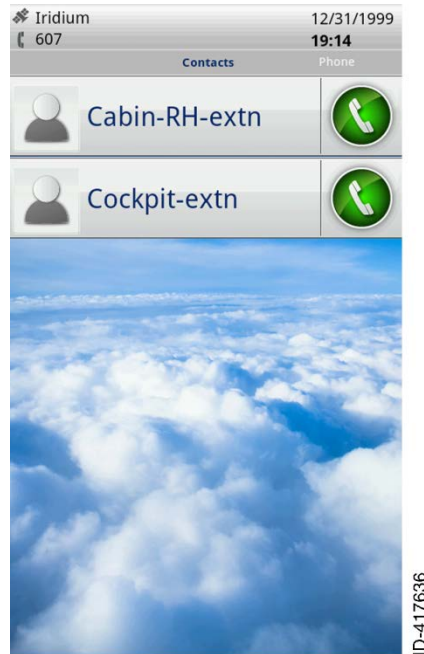 Iridium 12/31/1999
607 19:14
Contacts Phone
Cabin-RH-extn
Cockpit-extn
ID-417636